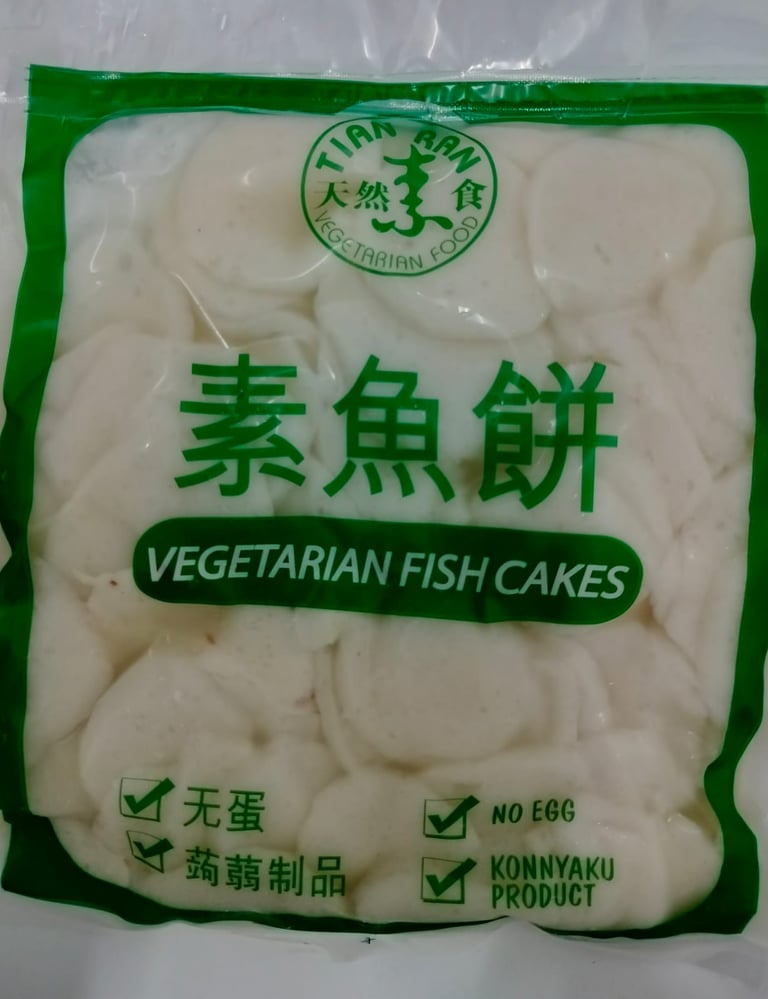 TIAN RAN
天然素食
VEGETARIAN FOOD
素魚餅
VEGETARIAN FISH CAKES
无蛋
蒟蒻制品
NO EGG
KONNYAKU
PRODUCT